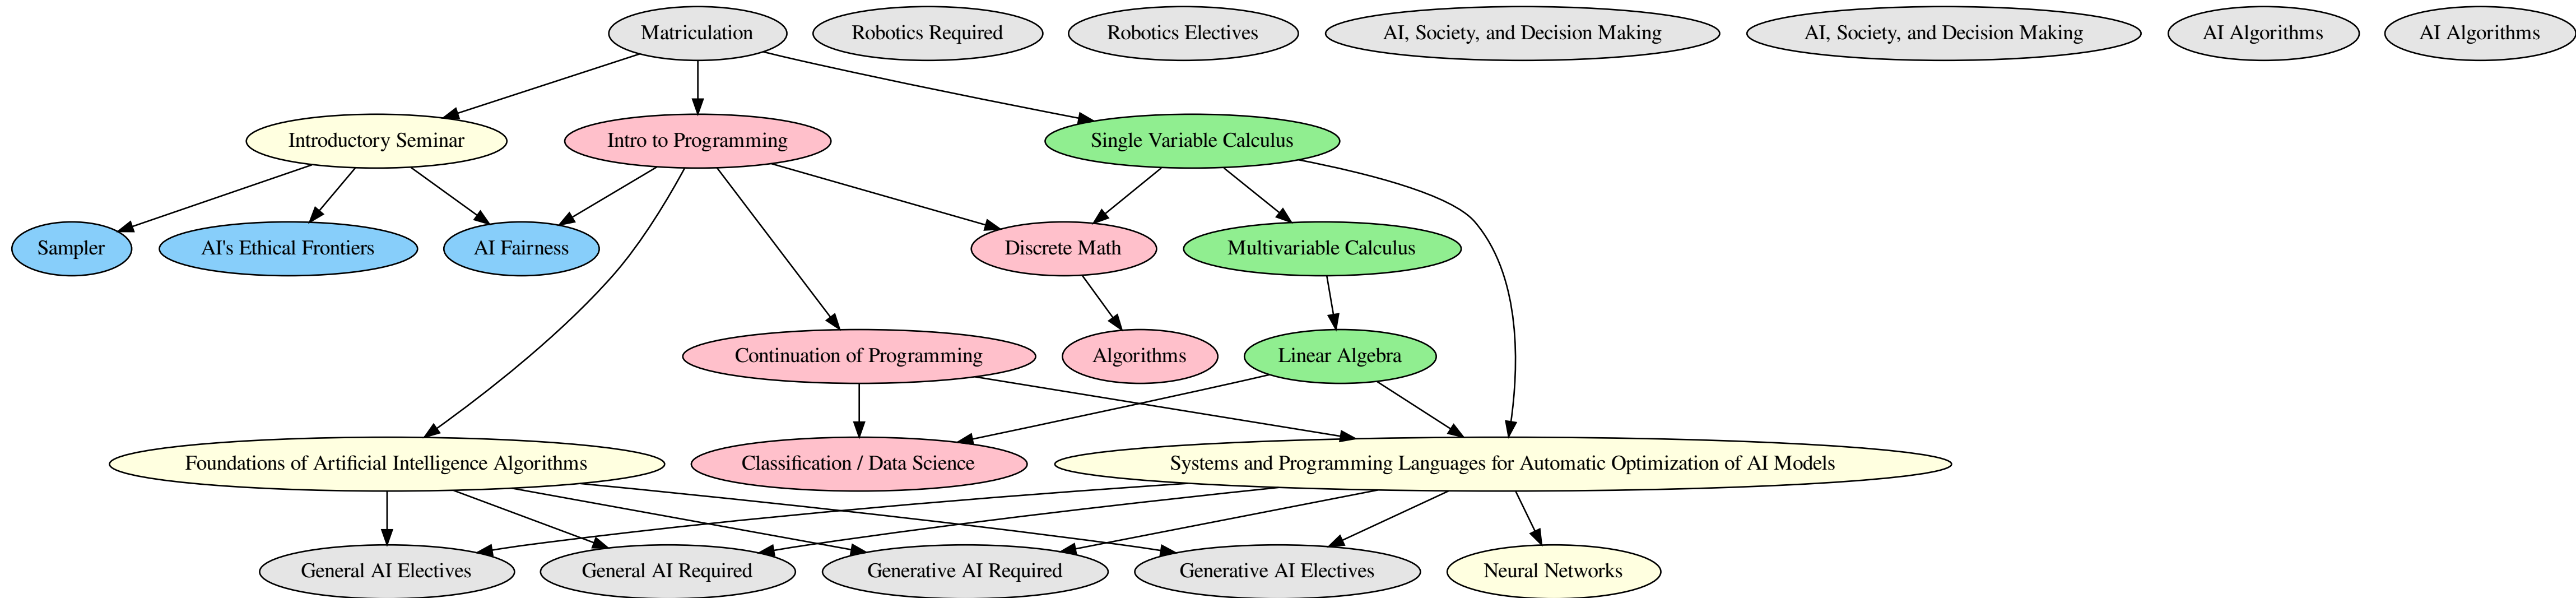 Matriculation
Robotics Required
Robotics Electives
AI, Society, and Decision Making
AI, Society, and Decision Making
AI Algorithms
AI Algorithms
Introductory Seminar
Intro to Programming
Single Variable Calculus
Sampler
AI's Ethical Frontiers
AI Fairness
Discrete Math
Multivariable Calculus
Continuation of Programming
Algorithms
Linear Algebra
Foundations of Artificial Intelligence Algorithms
Classification / Data Science
Systems and Programming Languages for Automatic Optimization of AI Models
General AI Electives
General AI Required
Generative AI Required
Generative AI Electives
Neural Networks